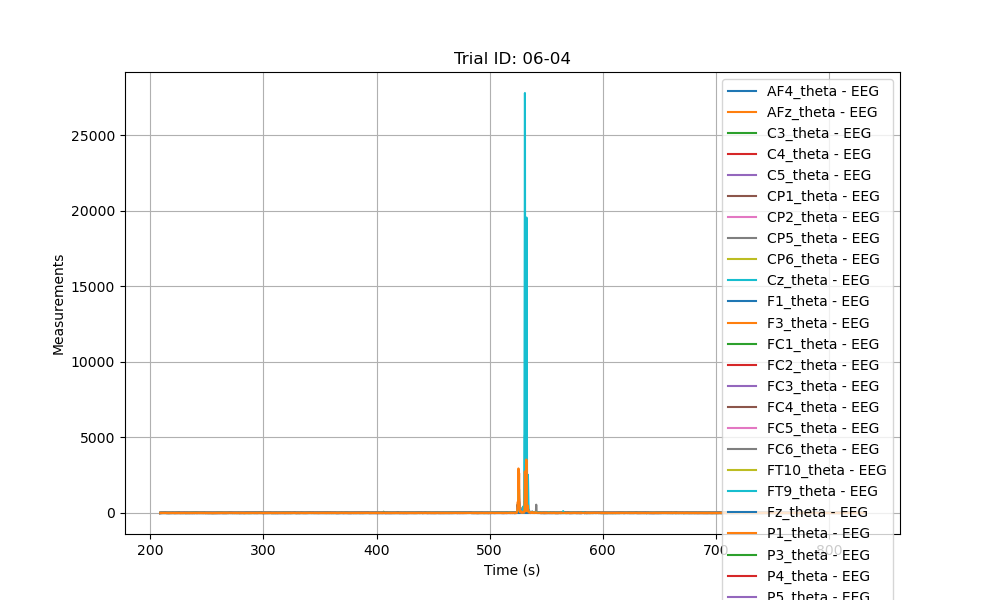 Trial ID: 06-04
Measurements
25000
20000
15000
10000
5000
0
200
300
400
500
600
700
800
Time (s)
AF4_theta - EEG
AFz_theta - EEG
C3_theta - EEG
C4_theta - EEG
C5_theta - EEG
CP1_theta - EEG
CP2_theta - EEG
CP5_theta - EEG
CP6_theta - EEG
Cz_theta - EEG
F1_theta - EEG
F3_theta - EEG
FC1_theta - EEG
FC2_theta - EEG
FC3_theta - EEG
FC4_theta - EEG
FC5_theta - EEG
FC6_theta - EEG
FT10_theta - EEG
FT9_theta - EEG
Fz_theta - EEG
P1_theta - EEG
P3_theta - EEG
P4_theta - EEG
P5_theta - EEG